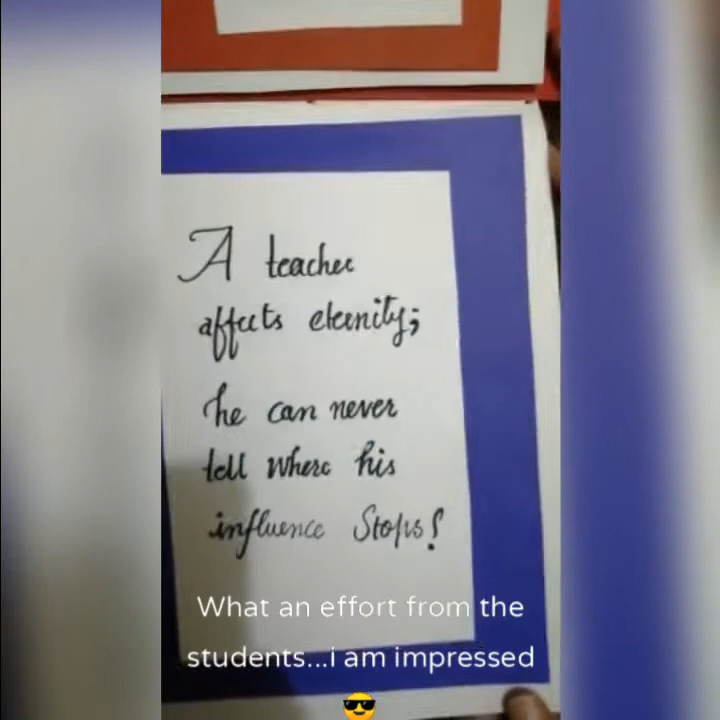 A teacher
affects eternity;
he can never
tell where his
influence Stops!
What an effort from the
students...i am impressed
😎